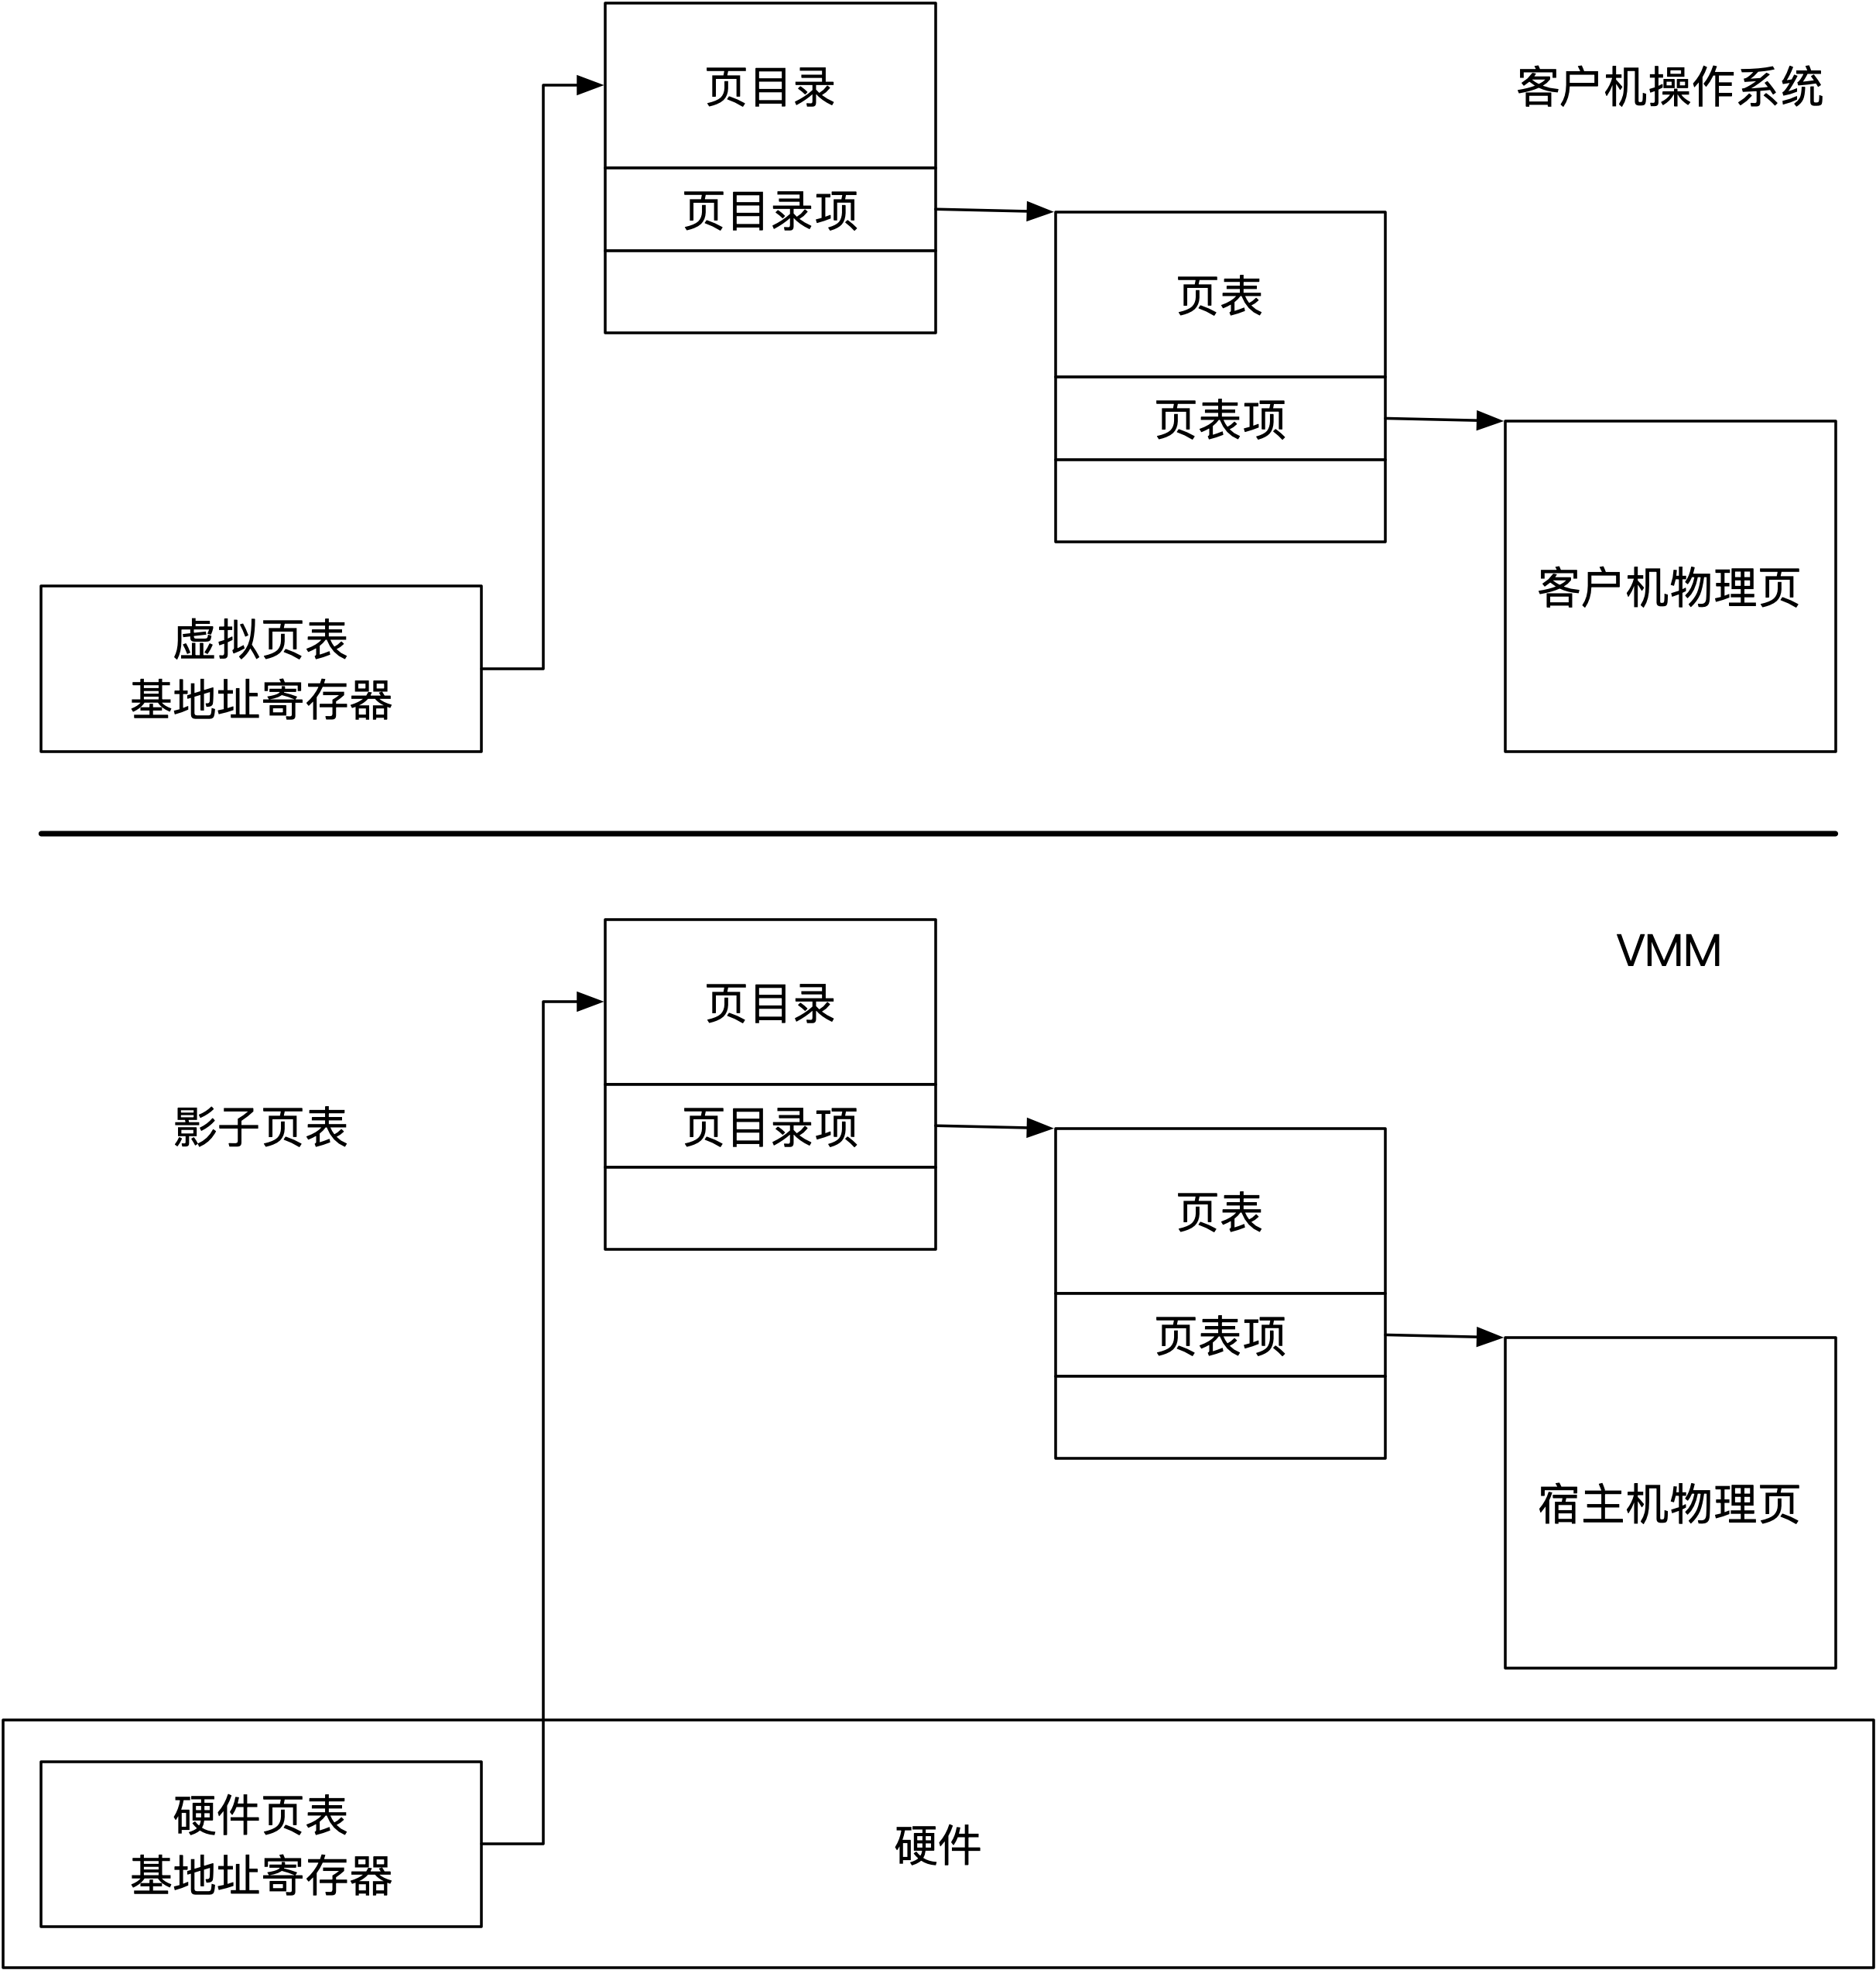 页目录
客户机操作系统
页目录项
页表
页表项
客户机物理页
虚拟页表
基地址寄存器
VMM
页目录
影子页表
页目录项
页表
页表项
宿主机物理页
硬件页表
基地址寄存器
硬件